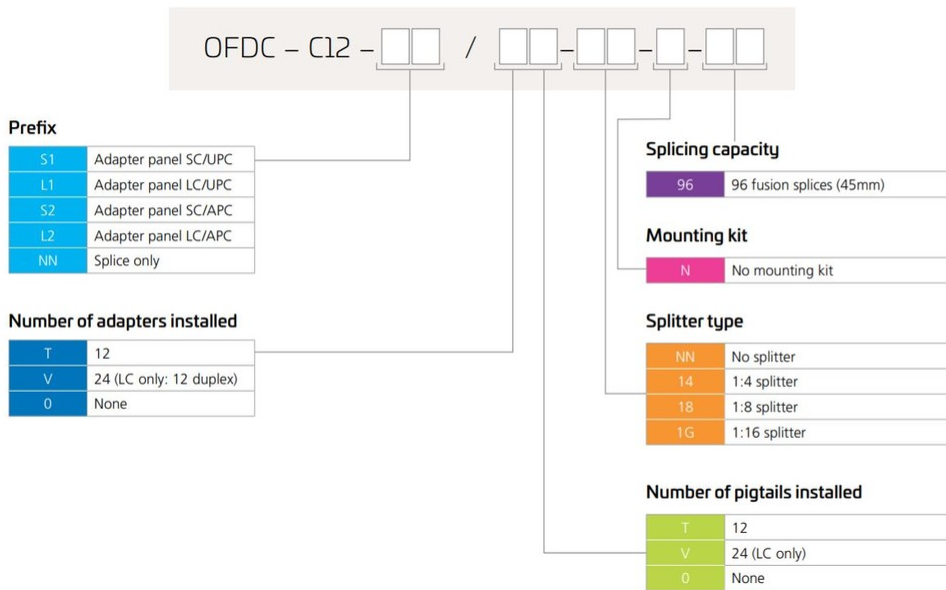 OFDC – C12 – / – – –
Prefix
S1 Adapter panel SC/UPC
L1 Adapter panel LC/UPC
S2 Adapter panel SC/APC
L2 Adapter panel LC/APC
NN Splice only
Number of adapters installed
T 12
V 24 (LC only: 12 duplex)
0 None
Splicing capacity
96 96 fusion splices (45mm)
Mounting kit
N No mounting kit
Splitter type
NN No splitter
14 1:4 splitter
18 1:8 splitter
1G 1:16 splitter
Number of pigtails installed
T 12
V 24 (LC only)
0 None